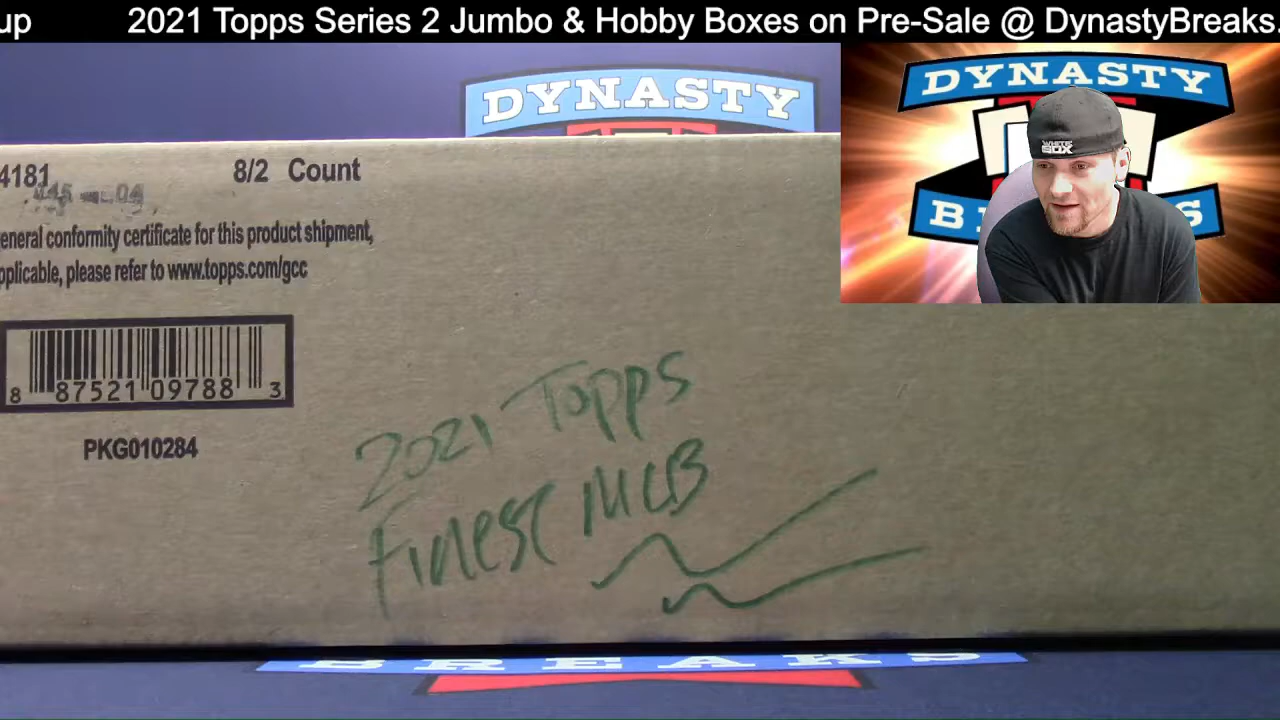 up 2021 Topps Series 2 Jumbo & Hobby Boxes on Pre-Sale @ DynastyBreaks.
DYNASTY
DYNASTY
WHITE
SOX
B S
4181
8/2 Count
eneral conformity certificate for this product shipment,
pplicable, please refer to www.topps.com/gcc
8 87521 09788 3
PKG010284
2021 Topps
Finest MLB
BREAKS